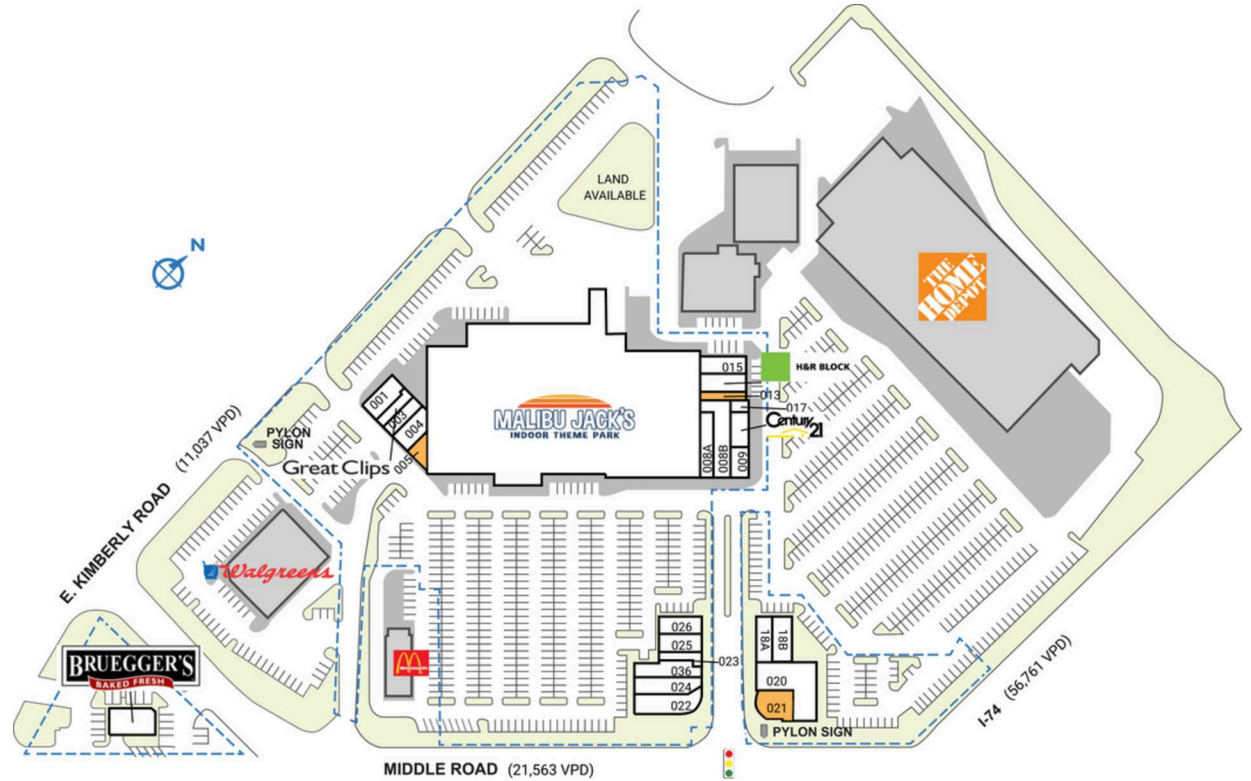 N
LAND
AVAILABLE
THE
HOME
DEPOT
015
H&R BLOCK
013
017
Century 21
001
003
004
005
MALIBU JACK'S
INDOOR THEME PARK
008A
008B
009
PYLON
SIGN
Great Clips
E. KIMBERLY ROAD (11,037 VPD)
Walgreens
BRUEGGER'S
BAKED FRESH
026
025
023
036
024
022
18A
18B
020
021
PYLON SIGN
I-74 (56,761 VPD)
MIDDLE ROAD (21,563 VPD)